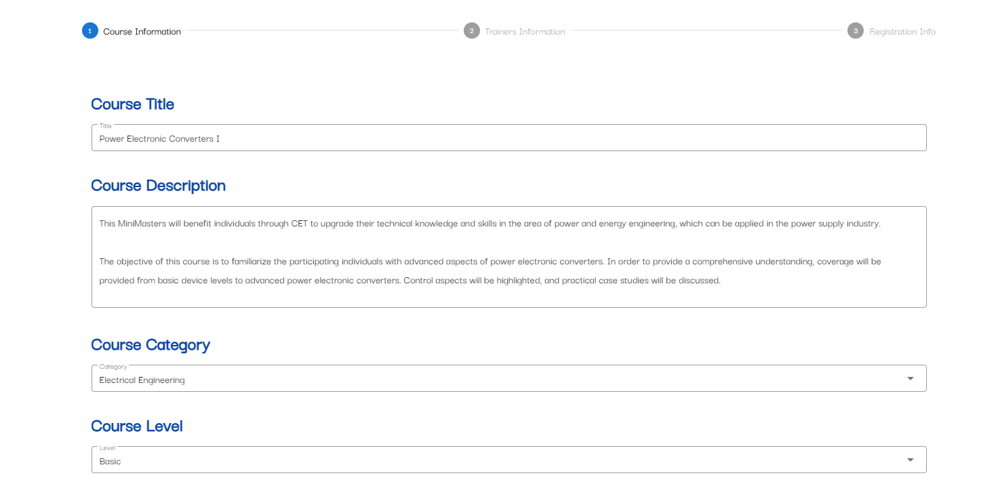 1 Course Information 2 Trainers Information 3 Registration Info
Course Title
Title
Power Electronic Converters I
Course Description
This MiniMasters will benefit individuals through CET to upgrade their technical knowledge and skills in the area of power and energy engineering, which can be applied in the power supply industry.
The objective of this course is to familiarize the participating individuals with advanced aspects of power electronic converters. In order to provide a comprehensive understanding, coverage will be
provided from basic device levels to advanced power electronic converters. Control aspects will be highlighted, and practical case studies will be discussed.
Course Category
Category
Electrical Engineering
Course Level
Level
Basic